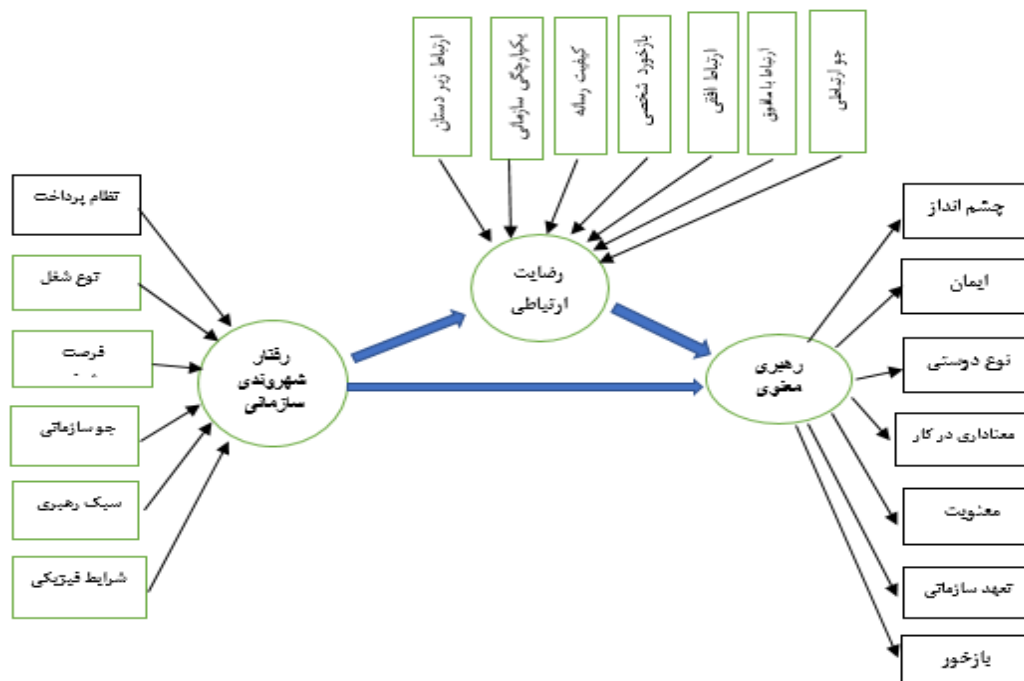 ارتباط زیر دستان
یکپارچگی سازمانی
کیفیت رسانه
بازخورد شخصی
ارتباط افقی
ارتباط با مافوق
جو ارتباطی
نظام پرداخت
نوع شغل
فرصت
جو سازمانی
سبک رهبری
شرایط فیزیکی
رضایت
ارتباطی
رفتار
شهروندی
سازمانی
رهبری
معنوی
چشم انداز
ایمان
نوع دوستی
معناداری در کار
معنویت
تعهد سازمانی
بازخور